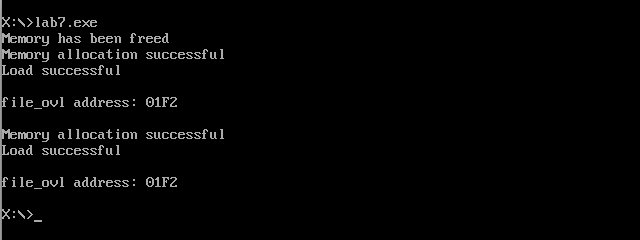 X:\>lab7.exe
Memory has been freed
Memory allocation successful
Load successful
file_ovl address: 01F2
Memory allocation successful
Load successful
file_ovl address: 01F2
X:\>_